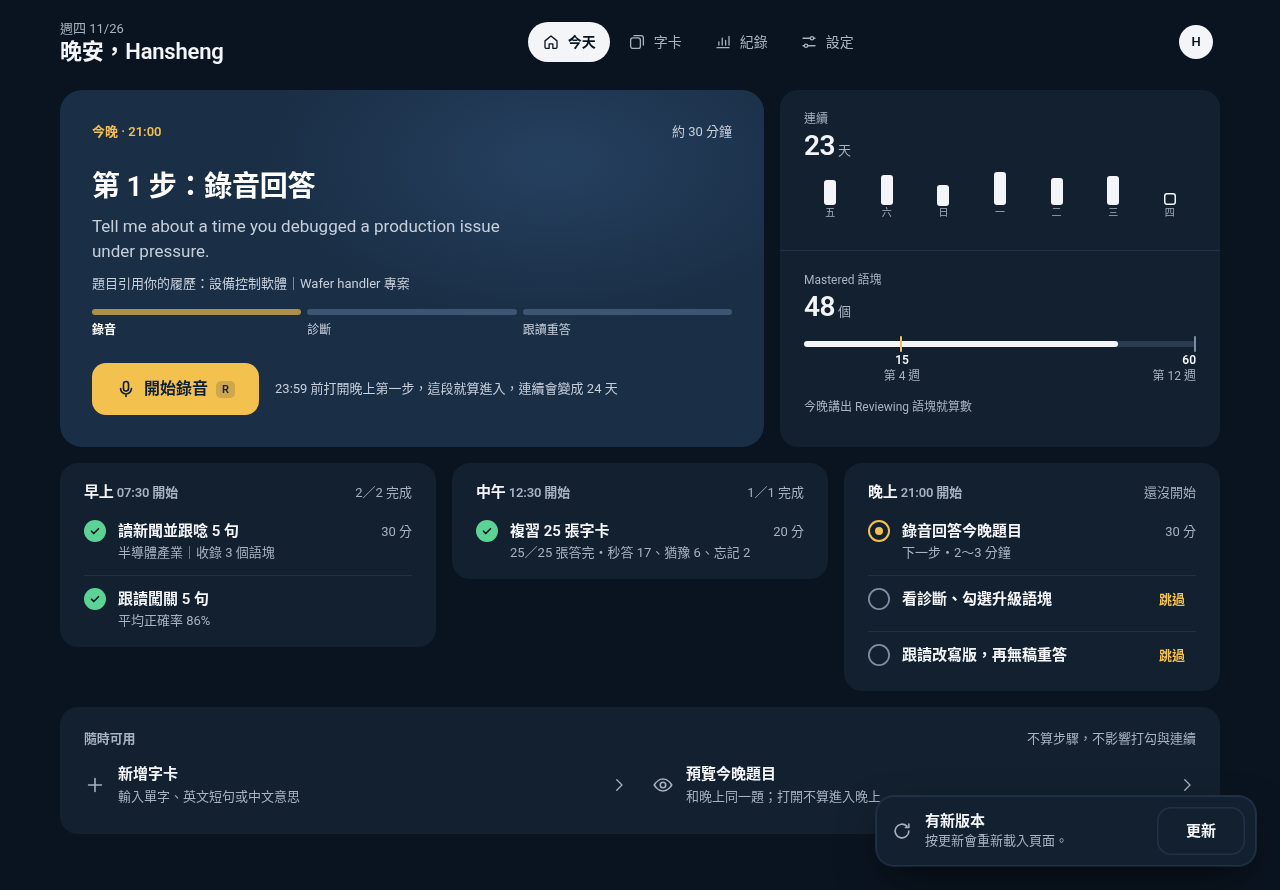 週四 11/26
晚安，Hansheng
今天
字卡
紀錄
設定
H
今晚 · 21:00
約 30 分鐘
第 1 步：錄音回答
Tell me about a time you debugged a production issue
under pressure.
題目引用你的履歷：設備控制軟體｜Wafer handler 專案
錄音
診斷
跟讀重答
開始錄音 R
23:59 前打開晚上第一步，這段就算進入，連續會變成 24 天
連續
23 天
五 六 日 一 二 三 四
Mastered 語塊
48 個
15
60
第 4 週
第 12 週
今晚講出 Reviewing 語塊就算數
早上 07:30 開始
2／2 完成
讀新聞並跟唸 5 句
30 分
半導體產業｜收錄 3 個語塊
跟讀闖關 5 句
平均正確率 86%
中午 12:30 開始
1／1 完成
複習 25 張字卡
20 分
25／25 張答完・秒答 17、猶豫 6、忘記 2
晚上 21:00 開始
還沒開始
錄音回答今晚題目
30 分
下一步・2～3 分鐘
看診斷、勾選升級語塊
跳過
跟讀改寫版，再無稿重答
跳過
隨時可用
不算步驟，不影響打勾與連續
新增字卡
輸入單字、英文短句或中文意思
預覽今晚題目
和晚上同一題；打開不算進入晚上
有新版本
按更新會重新載入頁面。
更新